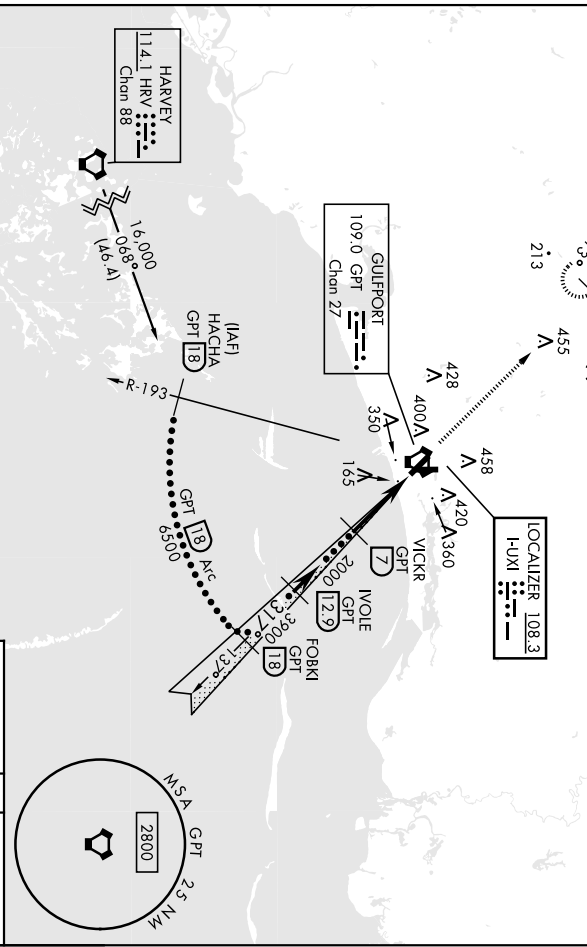 HARVEY
114.1 HRV
Chan 88
16,000
068°
(46.4)
(IAF)
HACHA
GPT 18
R-193
GPT 18 Arc
6500
GULFPORT
109.0 GPT
Chan 27
213
455
428
400
350
165
458
420
360
LOCALIZER 108.3
I-UXI
VICKR
GPT
7
2000
IVOLE
GPT
12.9
3900
317°
FOBKI
GPT
18
137°
MSA GPT 25 NM
2800